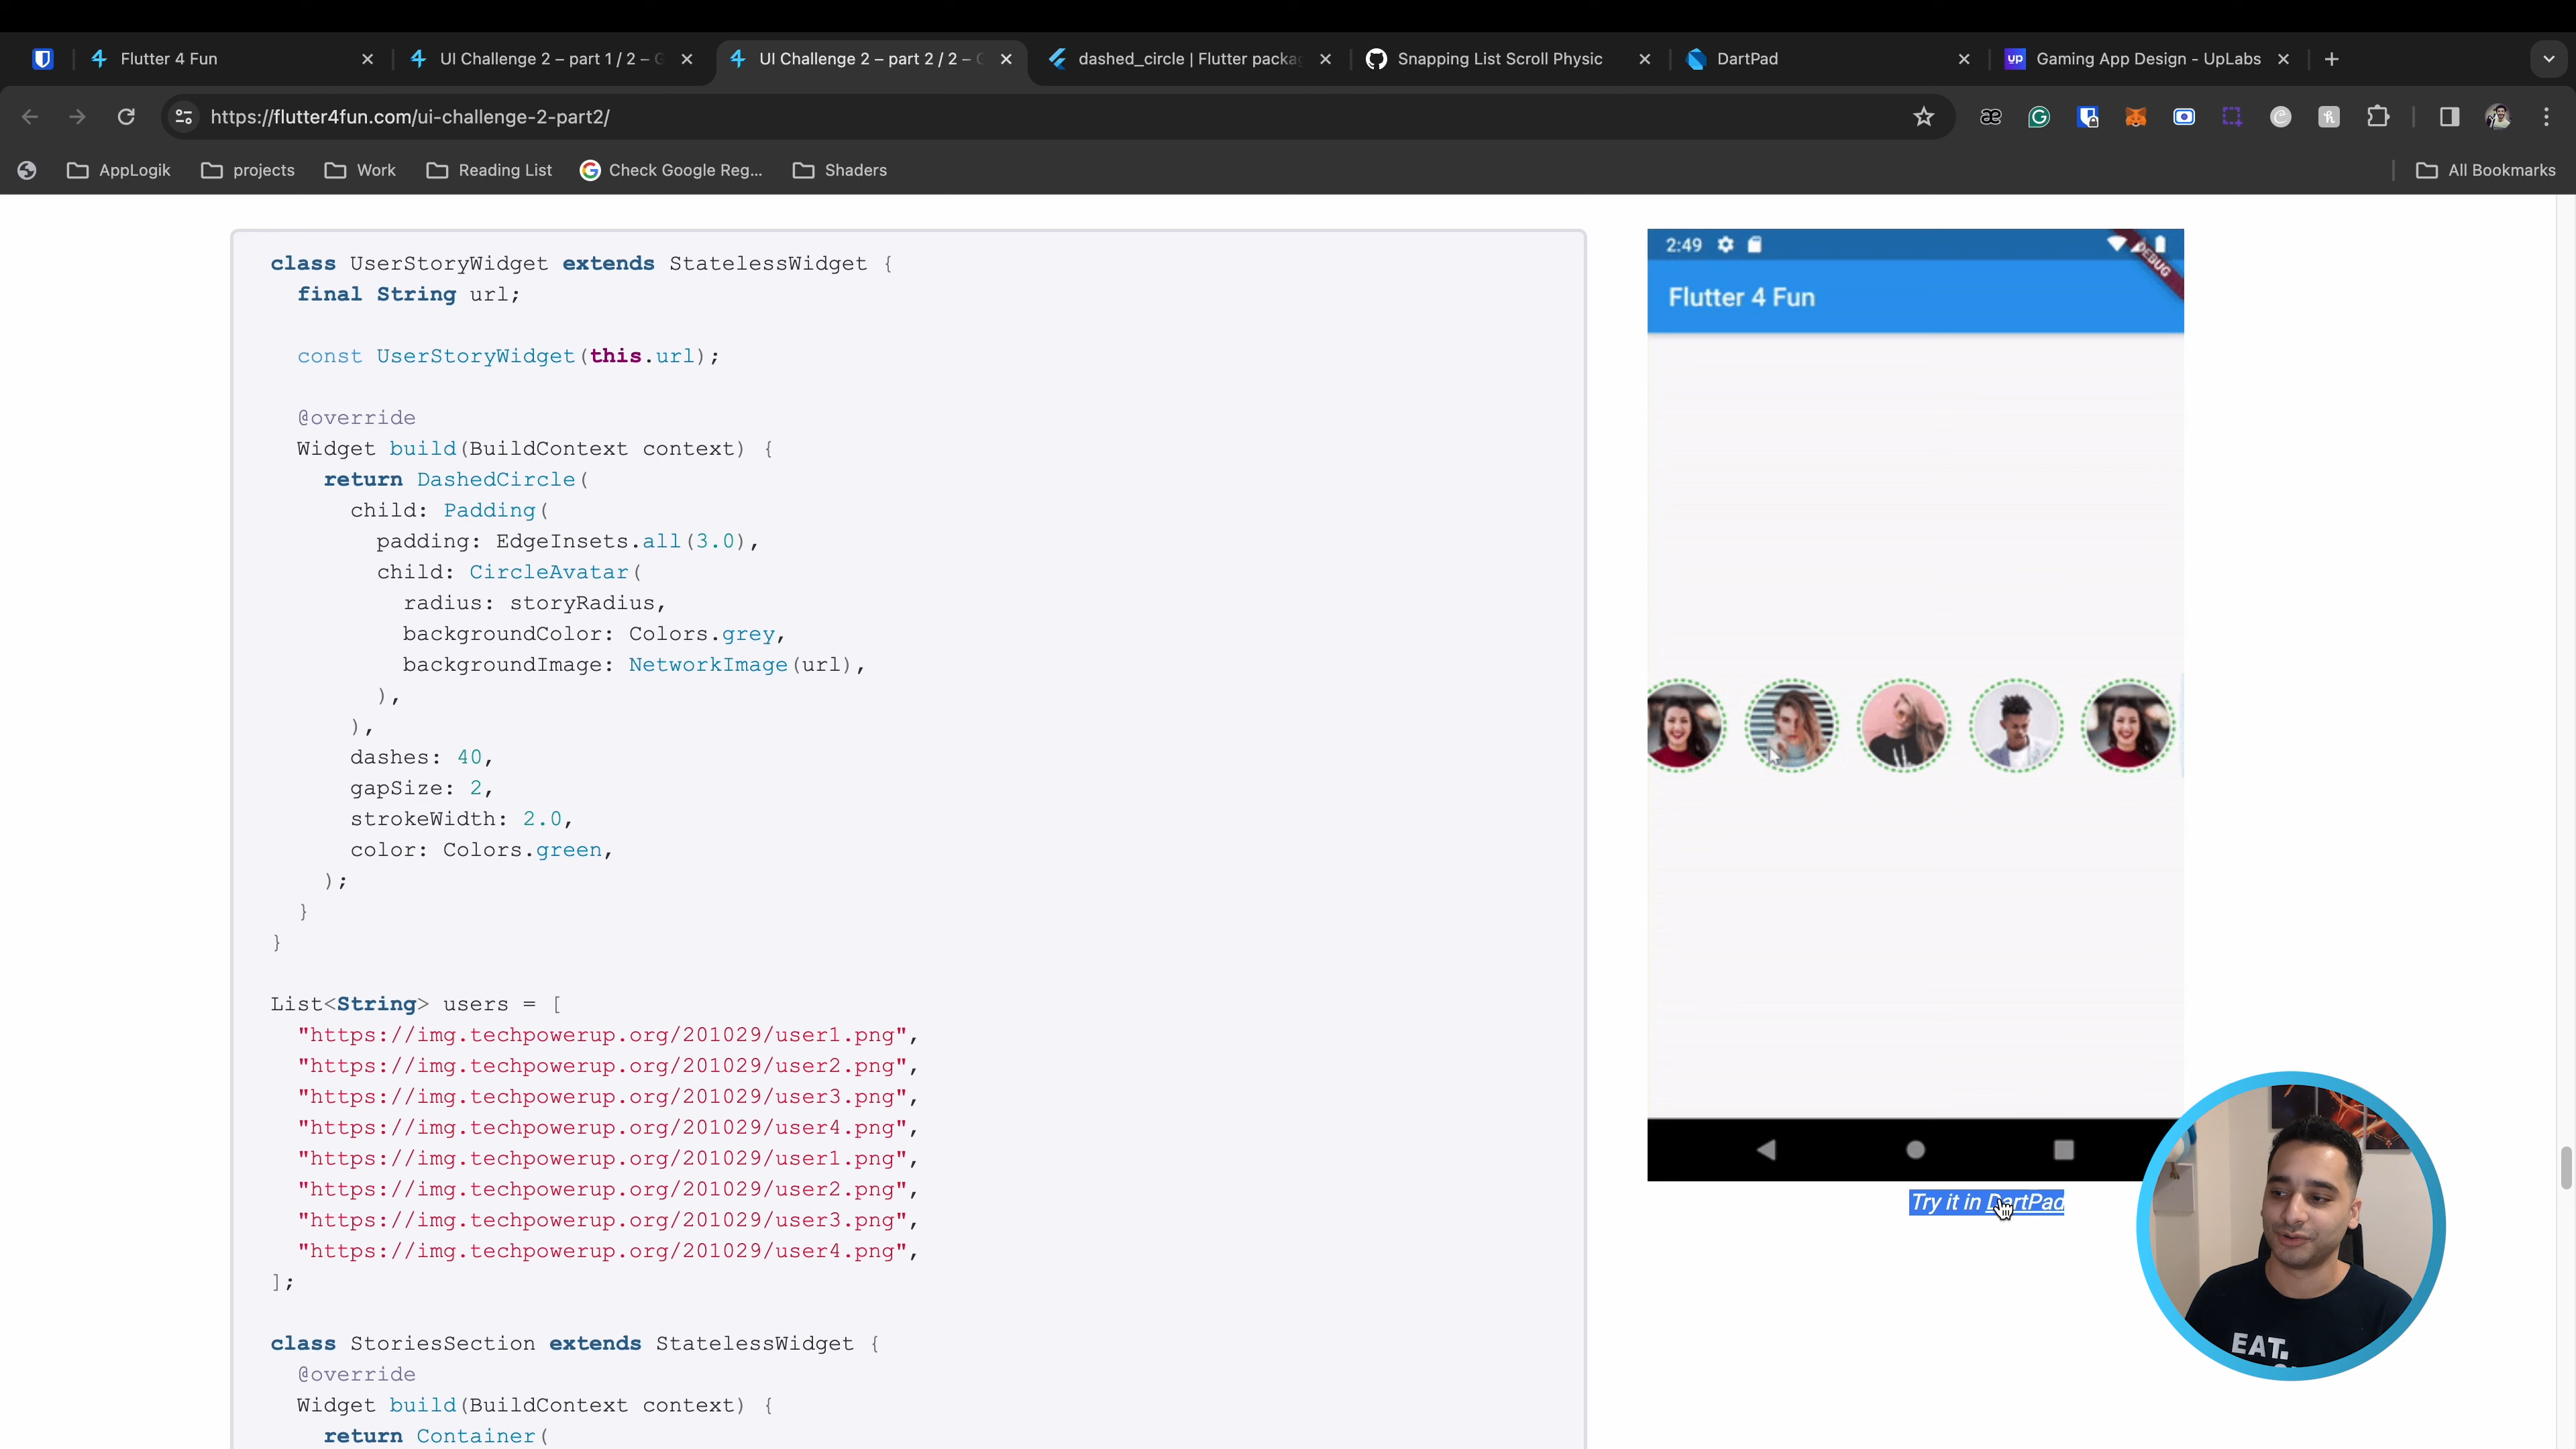 Flutter 4 Fun
UI Challenge 2 – part 1 / 2 –
UI Challenge 2 – part 2 / 2 –
dashed_circle | Flutter packa
Snapping List Scroll Physic
DartPad
Gaming App Design - UpLabs
https://flutter4fun.com/ui-challenge-2-part2/
AppLogik
projects
Work
Reading List
Check Google Reg...
Shaders
All Bookmarks
class UserStoryWidget extends StatelessWidget {
final String url;
const UserStoryWidget(this.url);
@override
Widget build(BuildContext context) {
return DashedCircle(
child: Padding(
padding: EdgeInsets.all(3.0),
child: CircleAvatar(
radius: storyRadius,
backgroundColor: Colors.grey,
backgroundImage: NetworkImage(url),
),
),
dashes: 40,
gapSize: 2,
strokeWidth: 2.0,
color: Colors.green,
);
}
}
List<String> users = [
"https://img.techpowerup.org/201029/user1.png",
"https://img.techpowerup.org/201029/user2.png",
"https://img.techpowerup.org/201029/user3.png",
"https://img.techpowerup.org/201029/user4.png",
"https://img.techpowerup.org/201029/user1.png",
"https://img.techpowerup.org/201029/user2.png",
"https://img.techpowerup.org/201029/user3.png",
"https://img.techpowerup.org/201029/user4.png",
];
class StoriesSection extends StatelessWidget {
@override
Widget build(BuildContext context) {
return Container(
2:49
DEBUG
Flutter 4 Fun
Try it in DartPad
EAT.